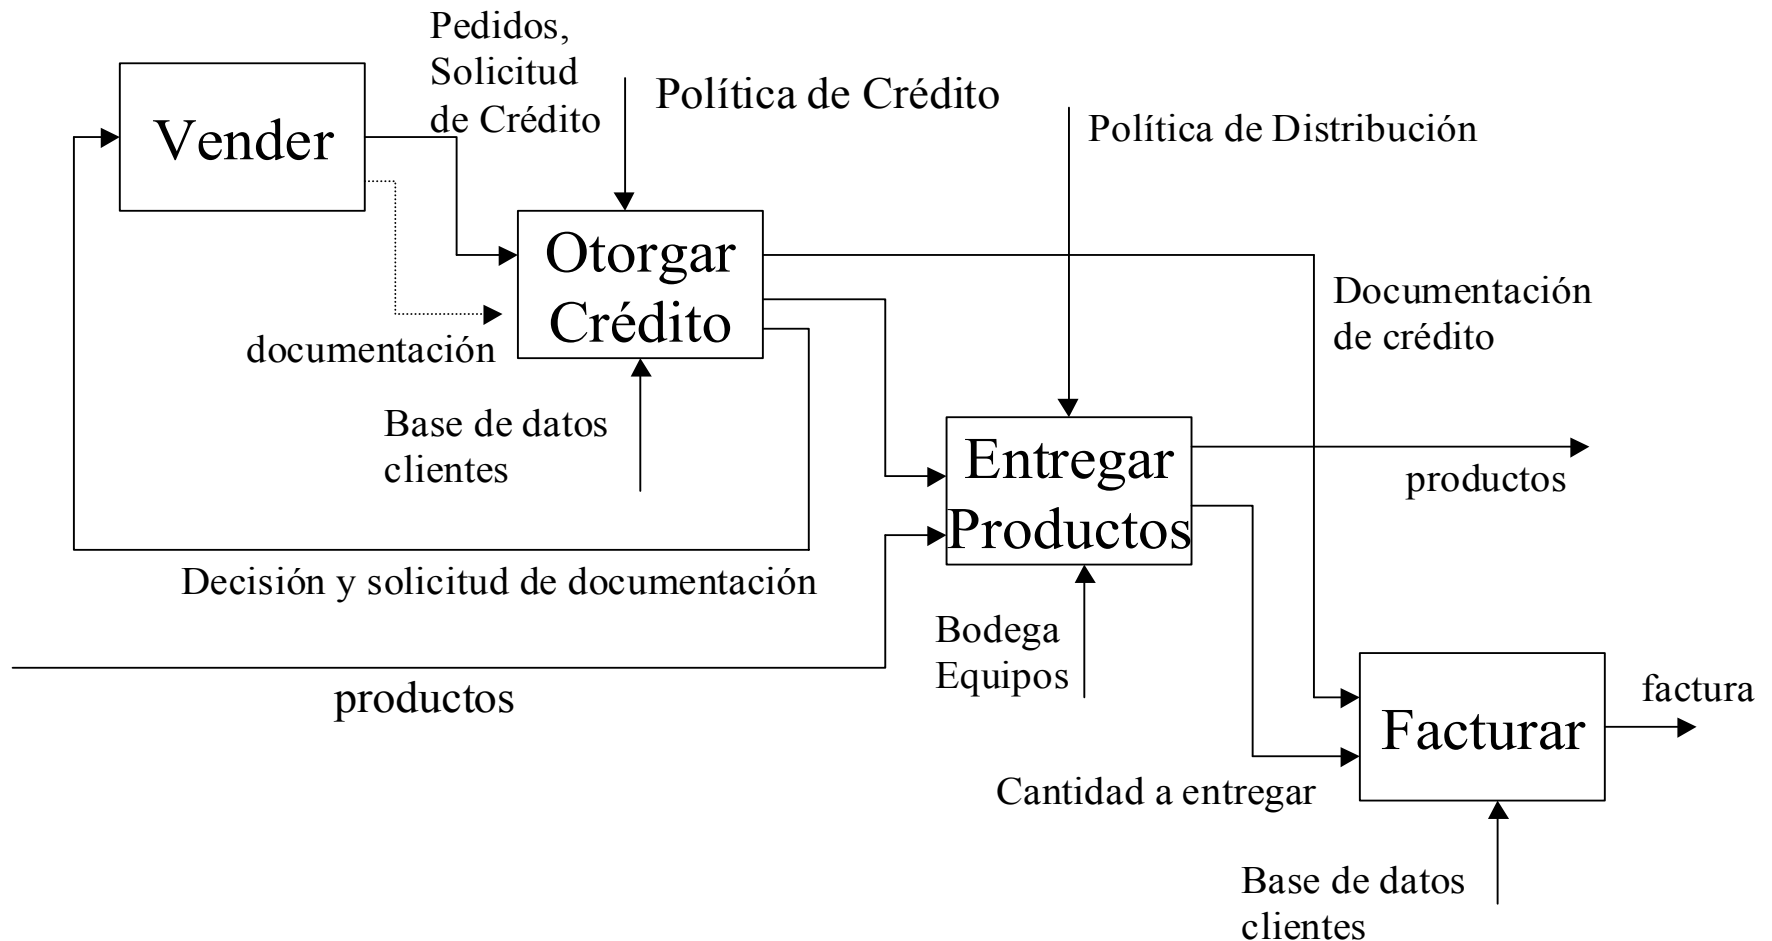 Pedidos,
Solicitud
de Crédito
Política de Crédito
Política de Distribución
Vender
Otorgar
Crédito
documentación
Documentación
de crédito
Base de datos
clientes
Entregar
Productos
productos
Decisión y solicitud de documentación
Bodega
Equipos
productos
factura
Facturar
Cantidad a entregar
Base de datos
clientes